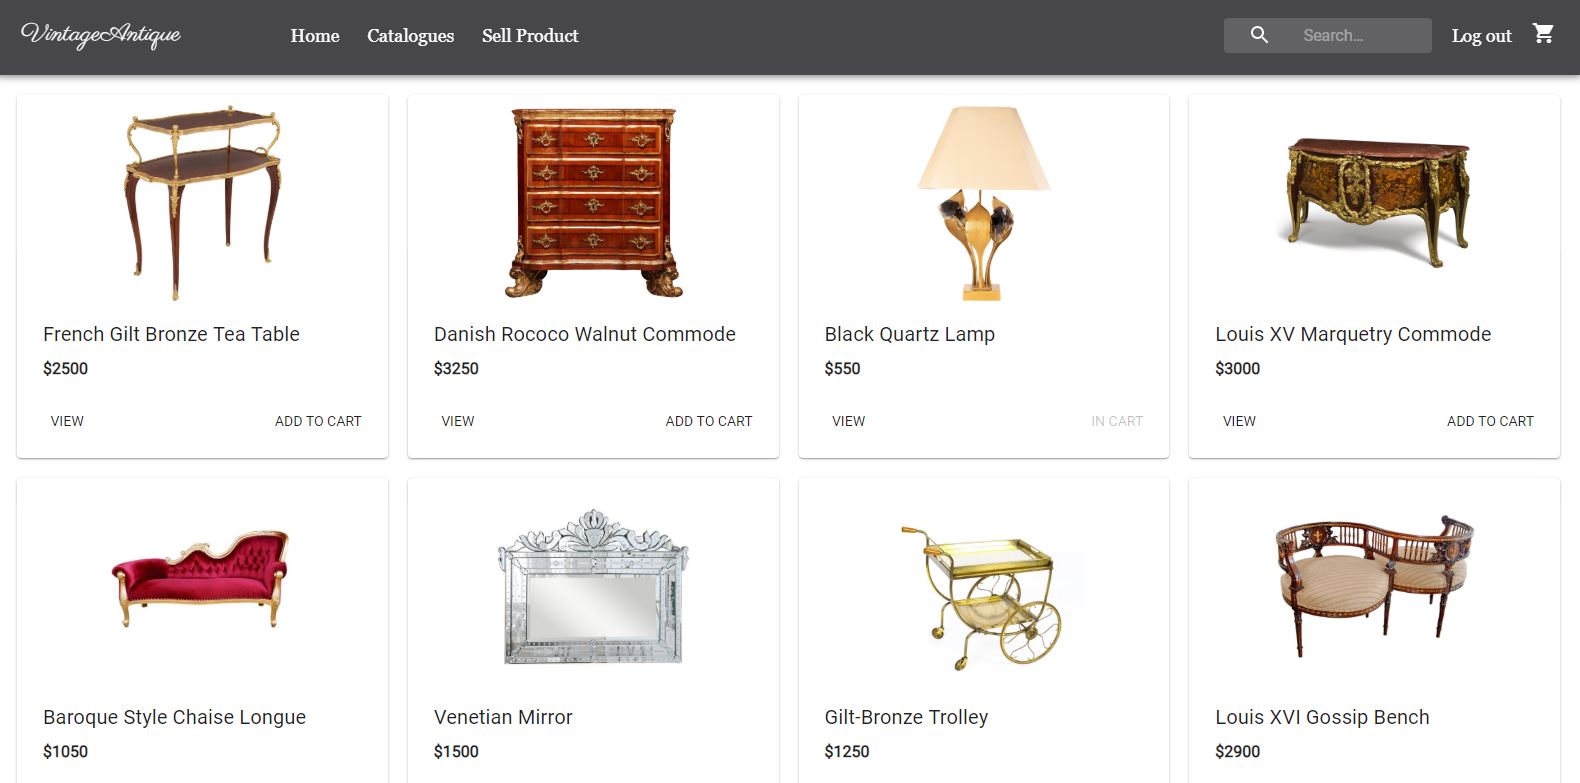 VintageAntique
Home Catalogues Sell Product
Search...
Log out
French Gilt Bronze Tea Table
$2500
VIEW ADD TO CART
Danish Rococo Walnut Commode
$3250
VIEW ADD TO CART
Black Quartz Lamp
$550
VIEW IN CART
Louis XV Marquetry Commode
$3000
VIEW ADD TO CART
Baroque Style Chaise Longue
$1050
Venetian Mirror
$1500
Gilt-Bronze Trolley
$1250
Louis XVI Gossip Bench
$2900